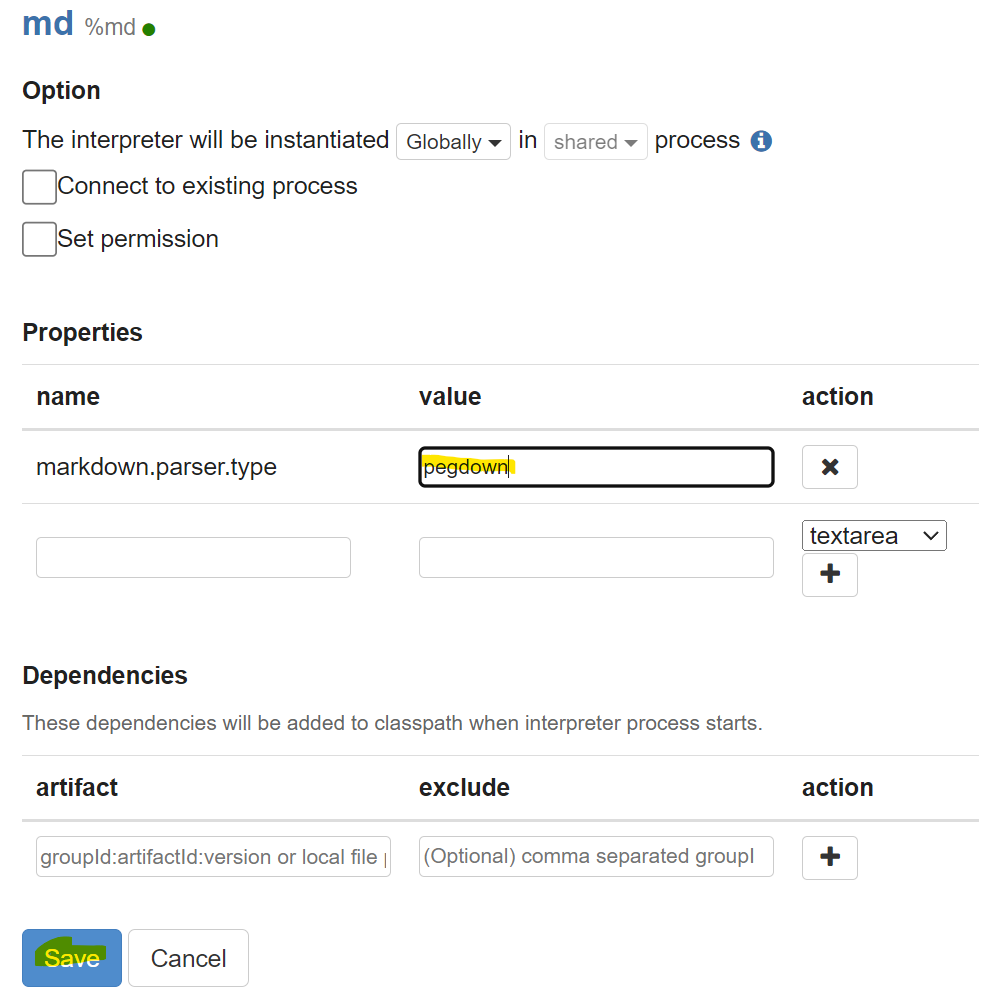 md %md
Option
The interpreter will be instantiated Globally in shared process
Connect to existing process
Set permission
Properties
name value action
markdown.parser.type pegdown
textarea
Dependencies
These dependencies will be added to classpath when interpreter process starts.
artifact exclude action
groupId:artifactId:version or local file (Optional) comma separated groupI
Save Cancel